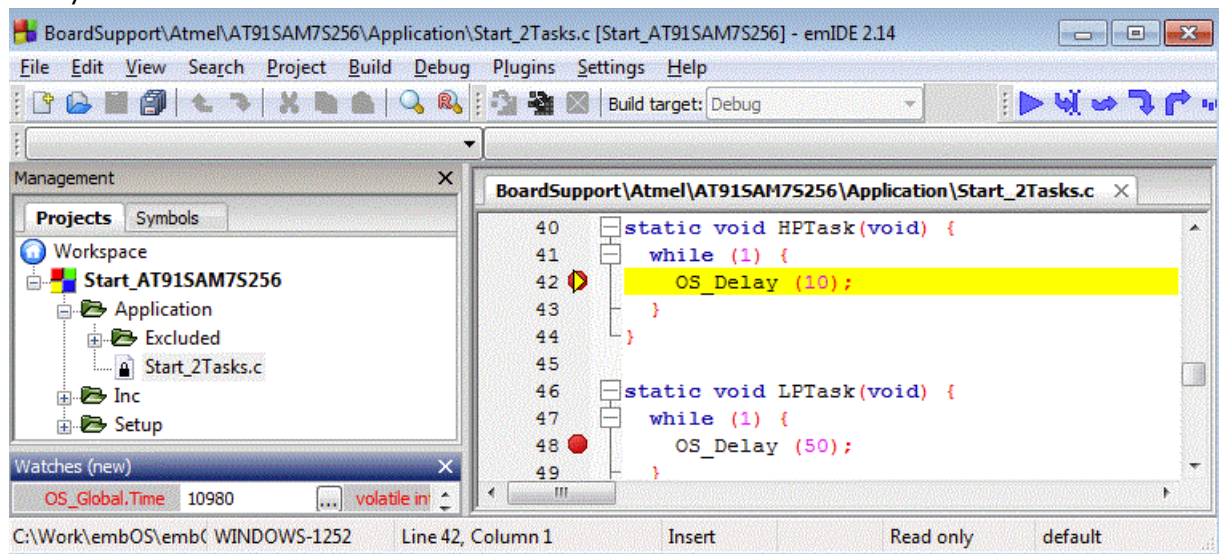 BoardSupport\Atmel\AT91SAM7S256\Application\Start_2Tasks.c [Start_AT91SAM7S256] - emIDE 2.14
File Edit View Search Project Build Debug Plugins Settings Help
Build target: Debug
Management
BoardSupport\Atmel\AT91SAM7S256\Application\Start_2Tasks.c
Projects Symbols
Workspace
Start_AT91SAM7S256
Application
Excluded
Start_2Tasks.c
Inc
Setup
40 static void HPTask(void) {
41 while (1) {
42 OS_Delay (10);
43 }
44 }
45
46 static void LPTask(void) {
47 while (1) {
48 OS_Delay (50);
49 }
Watches (new)
OS_Global.Time 10980 ... volatile in
C:\Work\embOS\emb( WINDOWS-1252 Line 42, Column 1 Insert Read only default